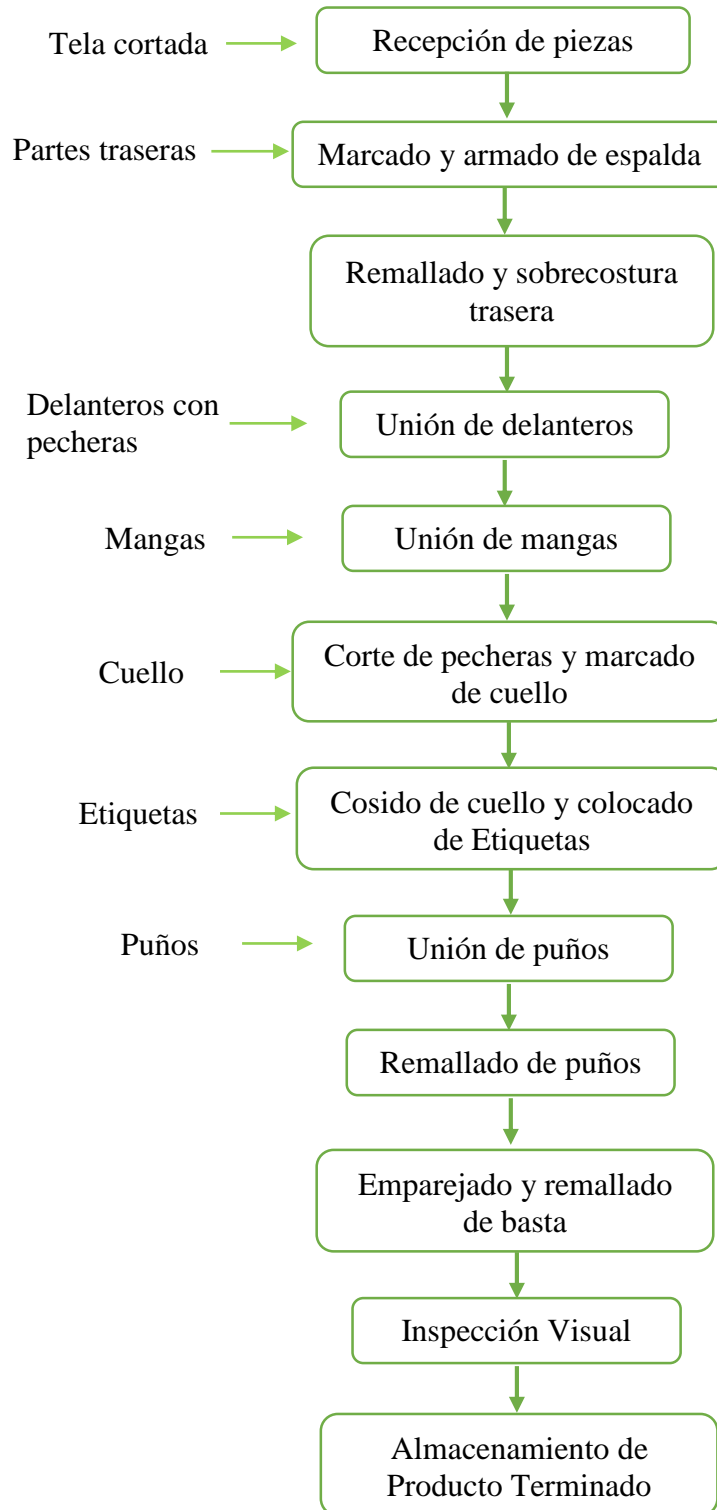 Tela cortada
Recepción de piezas
Partes traseras
Marcado y armado de espalda
Remallado y sobrecostura
trasera
Delanteros con
pecheras
Unión de delanteros
Mangas
Unión de mangas
Cuello
Corte de pecheras y marcado
de cuello
Etiquetas
Cosido de cuello y colocado
de Etiquetas
Puños
Unión de puños
Remallado de puños
Emparejado y remallado
de basta
Inspección Visual
Almacenamiento de
Producto Terminado